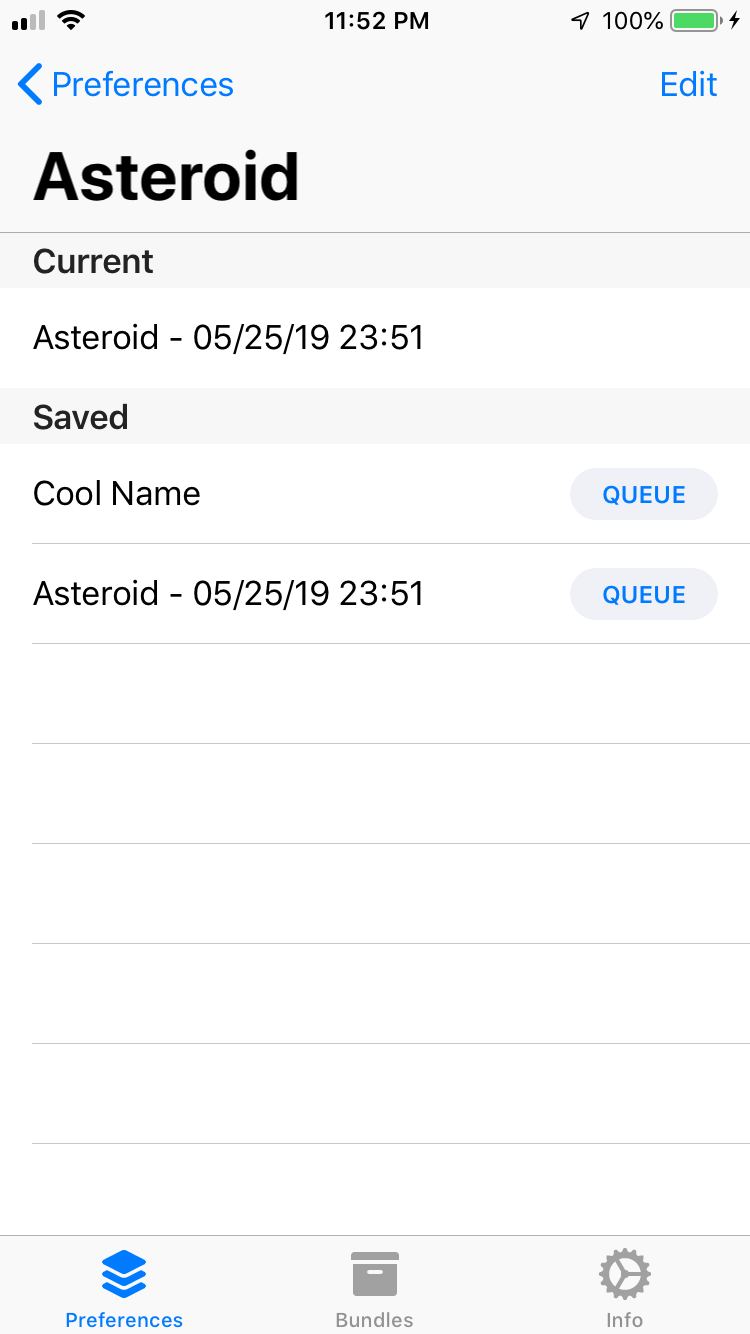 11:52 PM 100%
Preferences Edit
Asteroid
Current
Asteroid - 05/25/19 23:51
Saved
Cool Name QUEUE
Asteroid - 05/25/19 23:51 QUEUE
Preferences Bundles Info